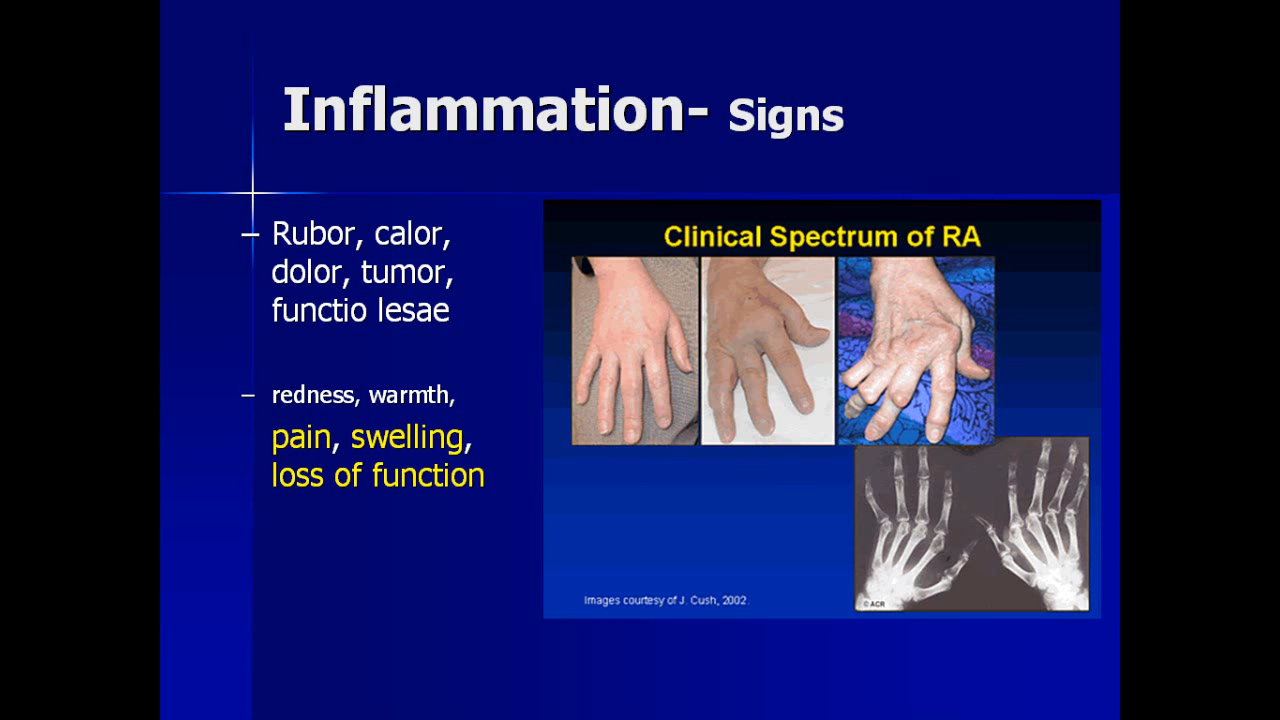 Inflammation- Signs
– Rubor, calor,
dolor, tumor,
functio lesae
– redness, warmth,
pain, swelling,
loss of function
Clinical Spectrum of RA
Images courtesy of J. Cush, 2002.
© ACR